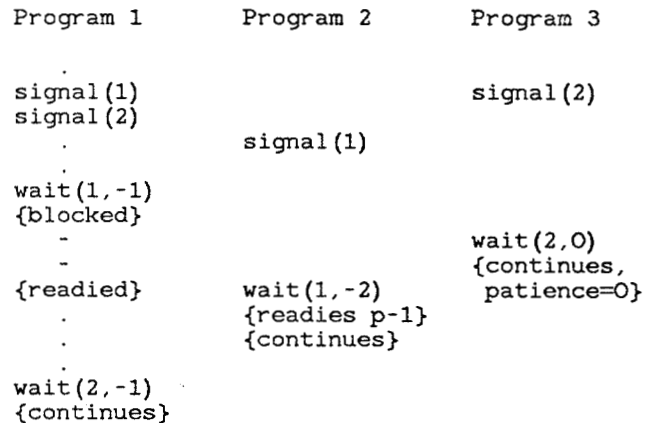 Program 1 Program 2 Program 3
.
signal(1) signal(2)
signal(2)
. signal(1)
.
wait(1,-1)
{blocked}
- wait(2,0)
- {continues,
{readied} wait(1,-2) patience=0}
. {readies p-1}
. {continues}
.
wait(2,-1)
{continues}